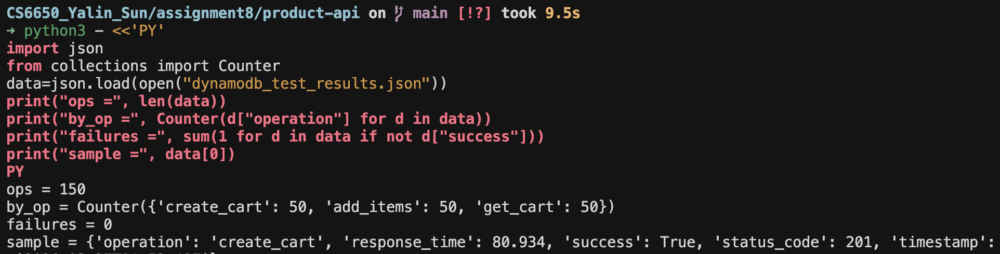 CS6650_Yalin_Sun/assignment8/product-api on main [!?] took 9.5s
➜ python3 - <<'PY'
import json
from collections import Counter
data=json.load(open("dynamodb_test_results.json"))
print("ops =", len(data))
print("by_op =", Counter(d["operation"] for d in data))
print("failures =", sum(1 for d in data if not d["success"]))
print("sample =", data[0])
PY
ops = 150
by_op = Counter({'create_cart': 50, 'add_items': 50, 'get_cart': 50})
failures = 0
sample = {'operation': 'create_cart', 'response_time': 80.934, 'success': True, 'status_code': 201, 'timestamp':